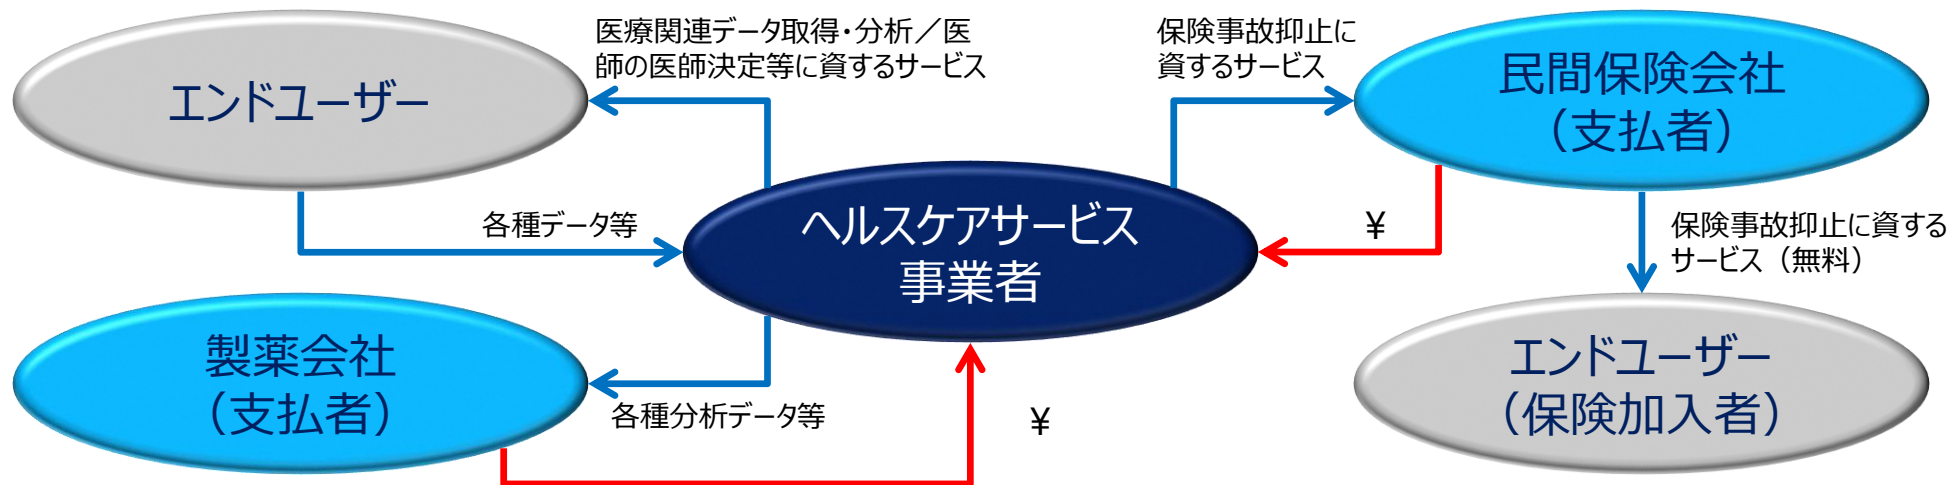 医療関連データ取得・分析／医
師の医師決定等に資するサービス
保険事故抑止に
資するサービス
エンドユーザー
民間保険会社
（支払者）
各種データ等
ヘルスケアサービス
事業者
¥
保険事故抑止に資する
サービス（無料）
製薬会社
（支払者）
各種分析データ等
¥
エンドユーザー
（保険加入者）